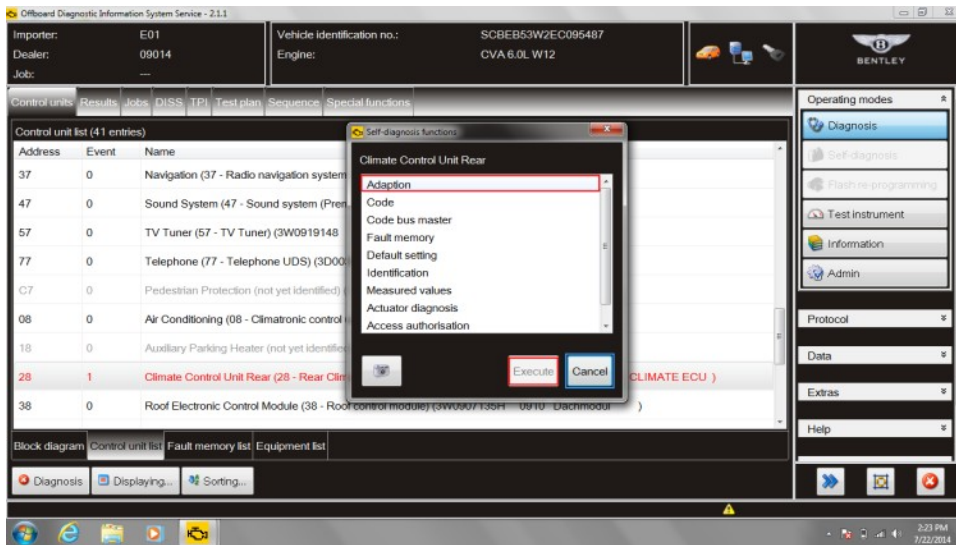 Offboard Diagnostic Information System Service - 2.1.1
Importer: E01 Vehicle identification no.: SCBEB53W2EC095487
Dealer: 09014 Engine: CVA 6.0L W12
Job: ---
BENTLEY
Control units Results Jobs DISS TPI Test plan Sequence Special functions
Control unit list (41 entries)
Address Event Name
37 0 Navigation (37 - Radio navigation system
47 0 Sound System (47 - Sound system (Prem
57 0 TV Tuner (57 - TV Tuner) (3W0919148
77 0 Telephone (77 - Telephone UDS) (3D003
C7 0 Pedestrian Protection (not yet identified) (
08 0 Air Conditioning (08 - Climatronic control
18 0 Auxiliary Parking Heater (not yet identified
28 1 Climate Control Unit Rear (28 - Rear Clim CLIMATE ECU )
38 0 Roof Electronic Control Module (38 - Roof control module) (3W0907135H 0910 Dachmodul )
Self-diagnosis functions
Climate Control Unit Rear
Adaption
Code
Code bus master
Fault memory
Default setting
Identification
Measured values
Actuator diagnosis
Access authorisation
Execute Cancel
Block diagram Control unit list Fault memory list Equipment list
Diagnosis Displaying... Sorting...
Operating modes
Diagnosis
Self-diagnosis
Flash re-programming
Test instrument
Information
Admin
Protocol
Data
Extras
Help
2:23 PM
7/22/2014